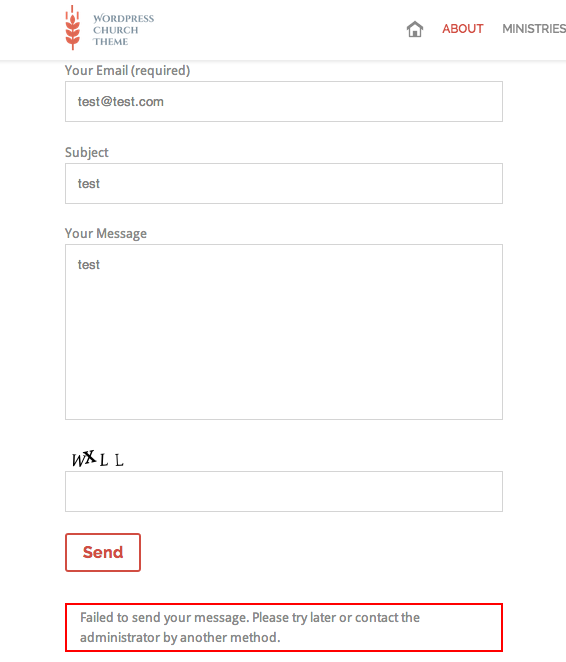 Wordpress
Church
Theme
ABOUT
MINISTRIES
Your Email (required)
test@test.com
Subject
test
Your Message
test
WXLL
Send
Failed to send your message. Please try later or contact the
administrator by another method.